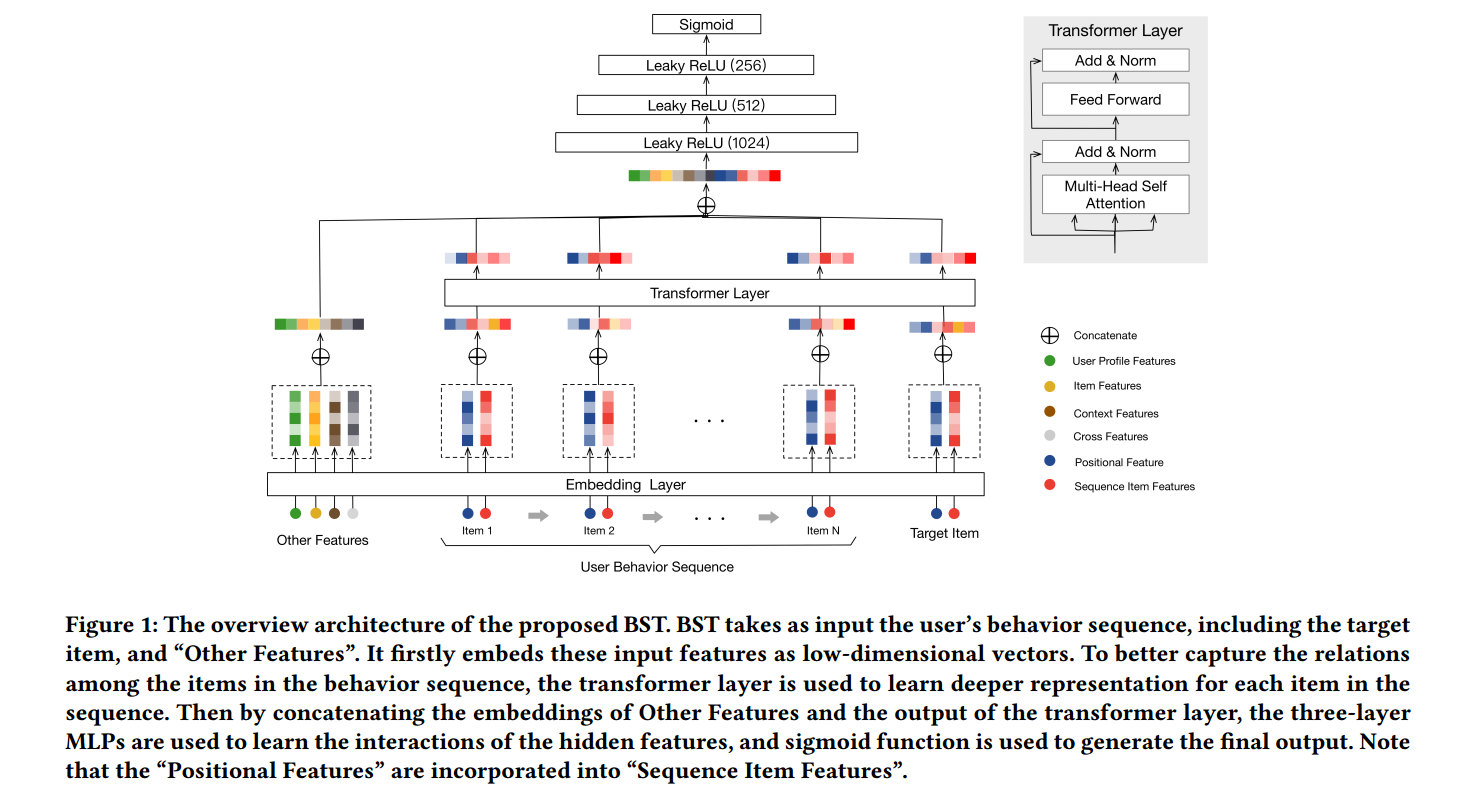 Sigmoid
Leaky ReLU (256)
Leaky ReLU (512)
Leaky ReLU (1024)
Transformer Layer
Embedding Layer
Other Features
Item 1
Item 2
. . .
Item N
Target Item
User Behavior Sequence
Transformer Layer
Add & Norm
Feed Forward
Add & Norm
Multi-Head Self
Attention
Concatenate
User Profile Features
Item Features
Context Features
Cross Features
Positional Feature
Sequence Item Features
Figure 1: The overview architecture of the proposed BST. BST takes as input the user’s behavior sequence, including the target
item, and “Other Features”. It firstly embeds these input features as low-dimensional vectors. To better capture the relations
among the items in the behavior sequence, the transformer layer is used to learn deeper representation for each item in the
sequence. Then by concatenating the embeddings of Other Features and the output of the transformer layer, the three-layer
MLPs are used to learn the interactions of the hidden features, and sigmoid function is used to generate the final output. Note
that the “Positional Features” are incorporated into “Sequence Item Features”.